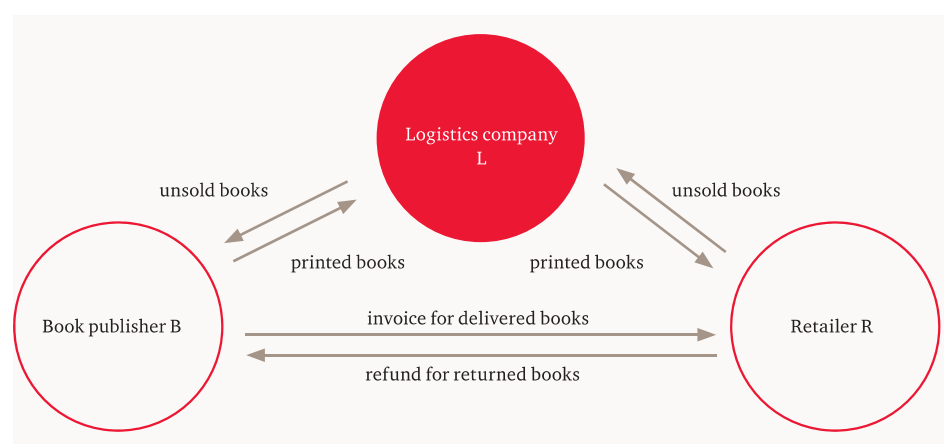 Logistics company
L
unsold books
unsold books
printed books
printed books
invoice for delivered books
Book publisher B
Retailer R
refund for returned books